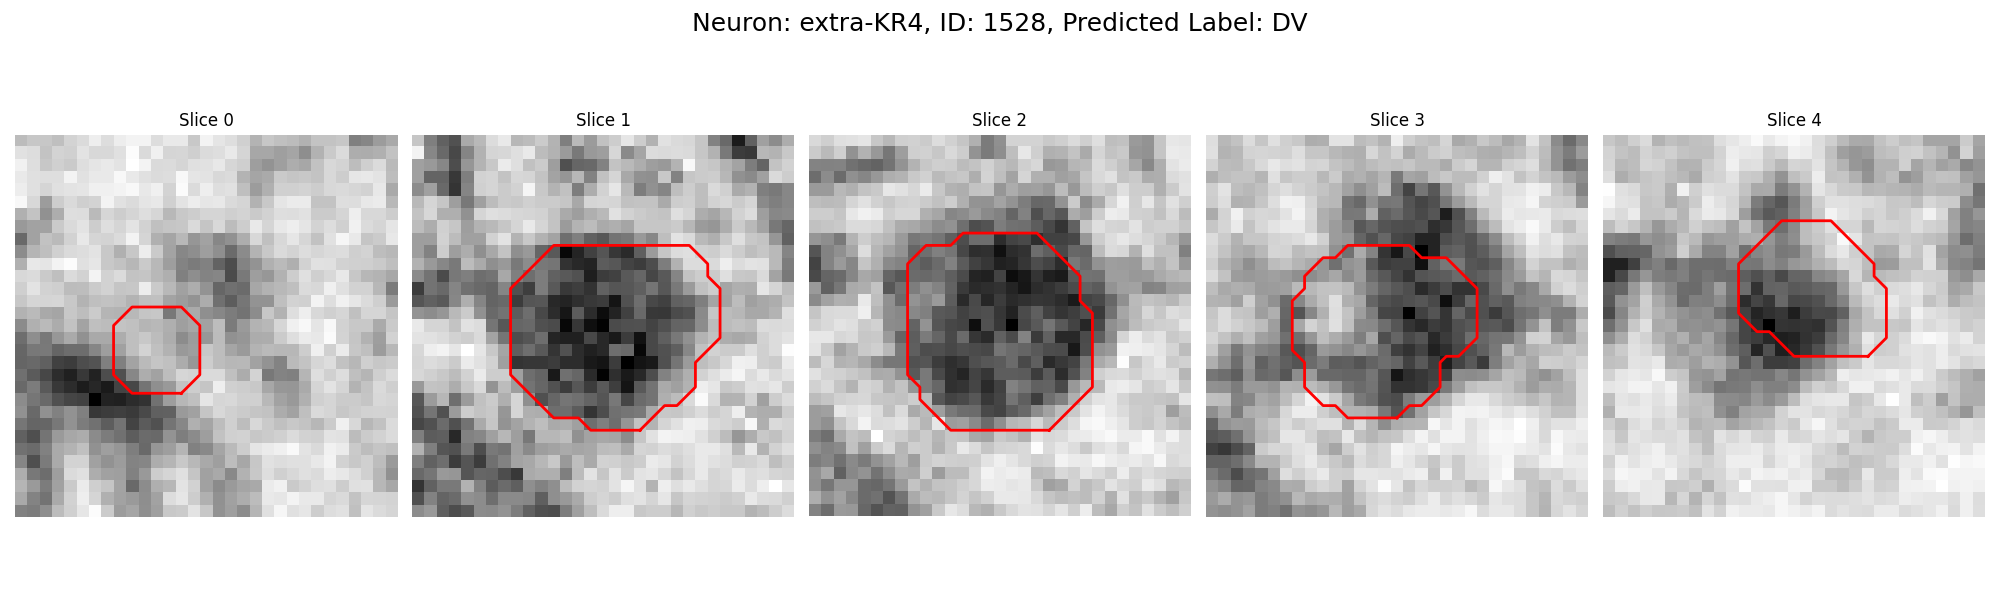 Neuron: extra-KR4, ID: 1528, Predicted Label: DV
Slice 0
Slice 1
Slice 2
Slice 3
Slice 4